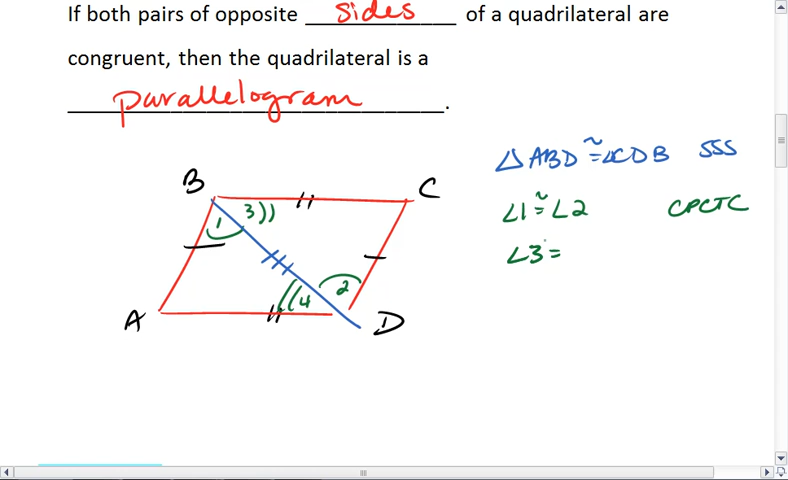 If both pairs of opposite sides of a quadrilateral are
congruent, then the quadrilateral is a
parallelogram.
△ABD ≅ △CDB SSS
B C
1 3
∠1 ≅ ∠2 CPCTC
∠3 =
4 2
A D